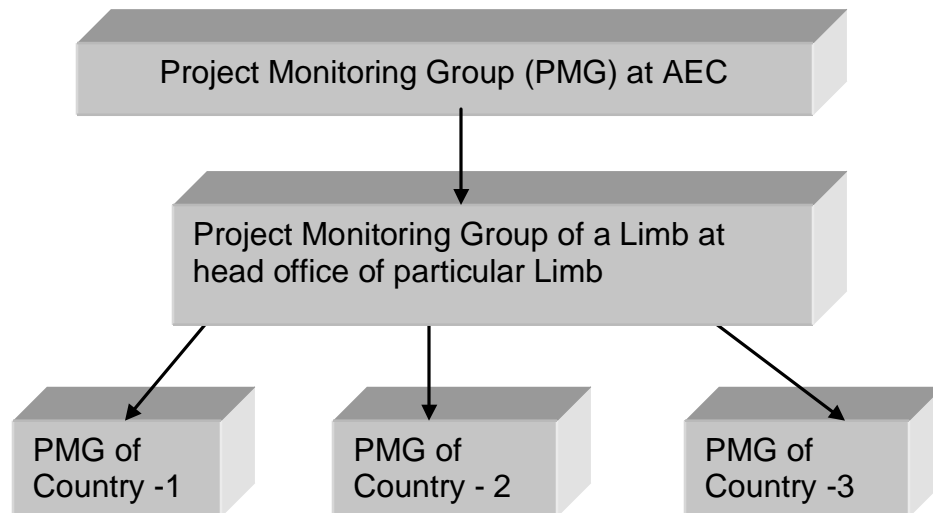 Project Monitoring Group (PMG) at AEC
Project Monitoring Group of a Limb at
head office of particular Limb
PMG of
Country -1
PMG of
Country - 2
PMG of
Country -3